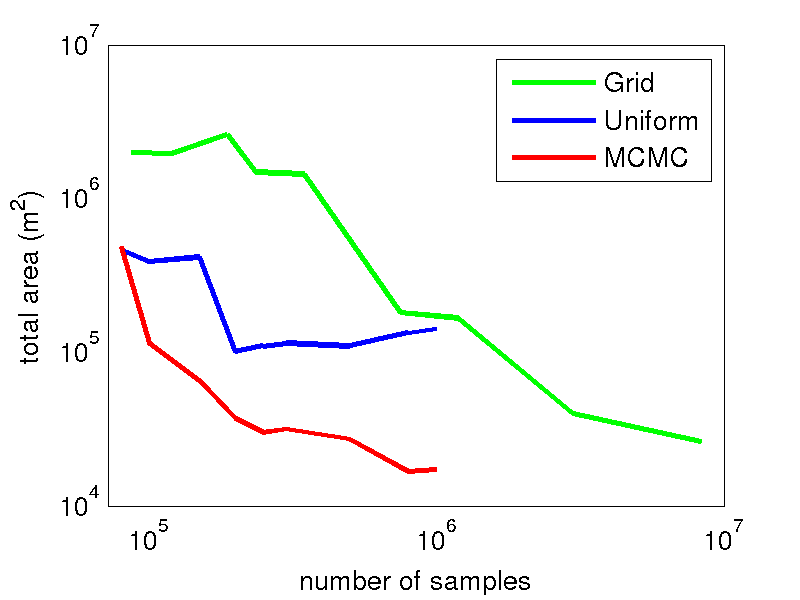 10^7
10^6
10^5
10^4
total area (m^2)
Grid
Uniform
MCMC
10^5
10^6
10^7
number of samples